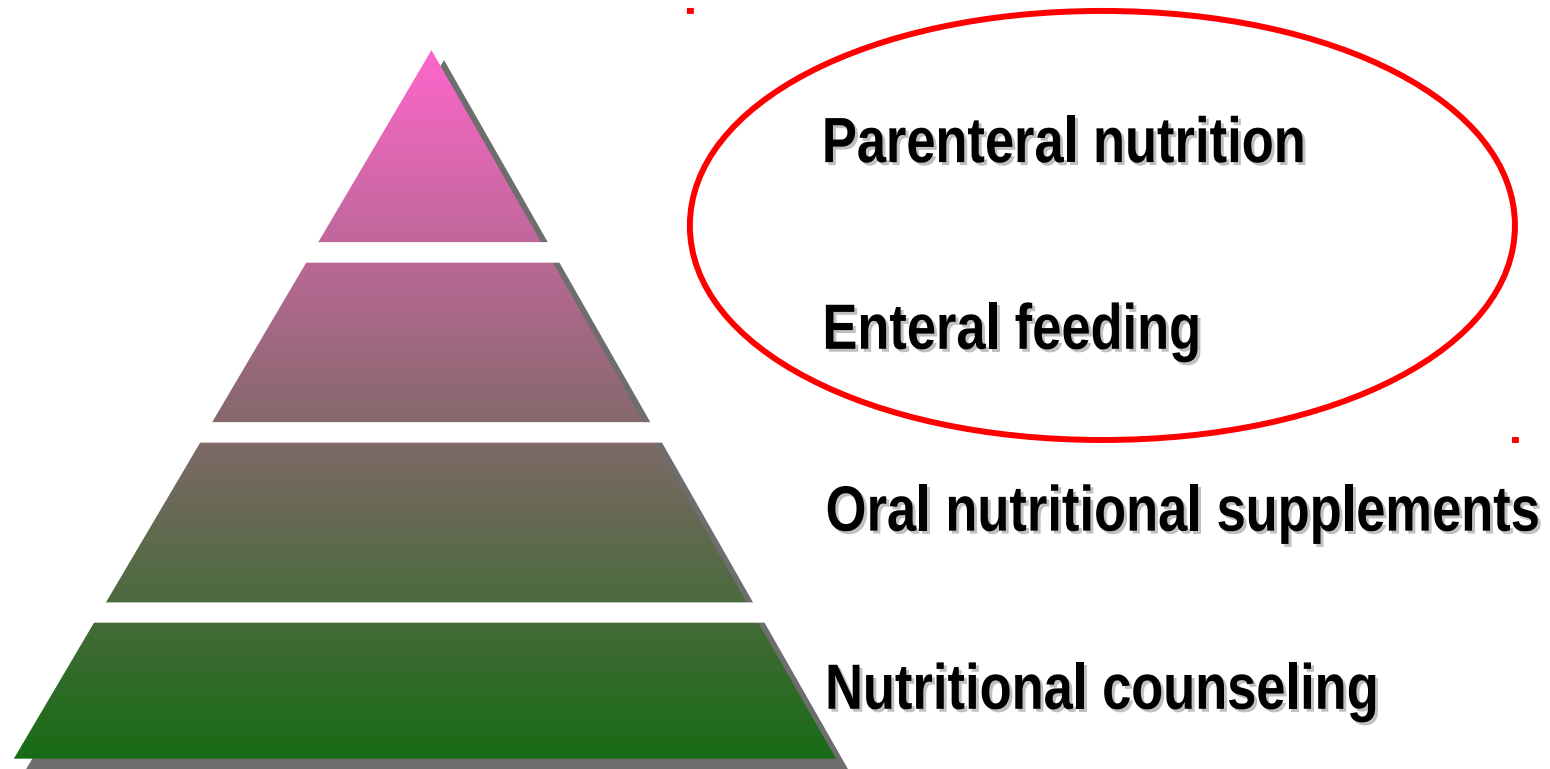 Parenteral nutrition
Enteral feeding
Oral nutritional supplements
Nutritional counseling